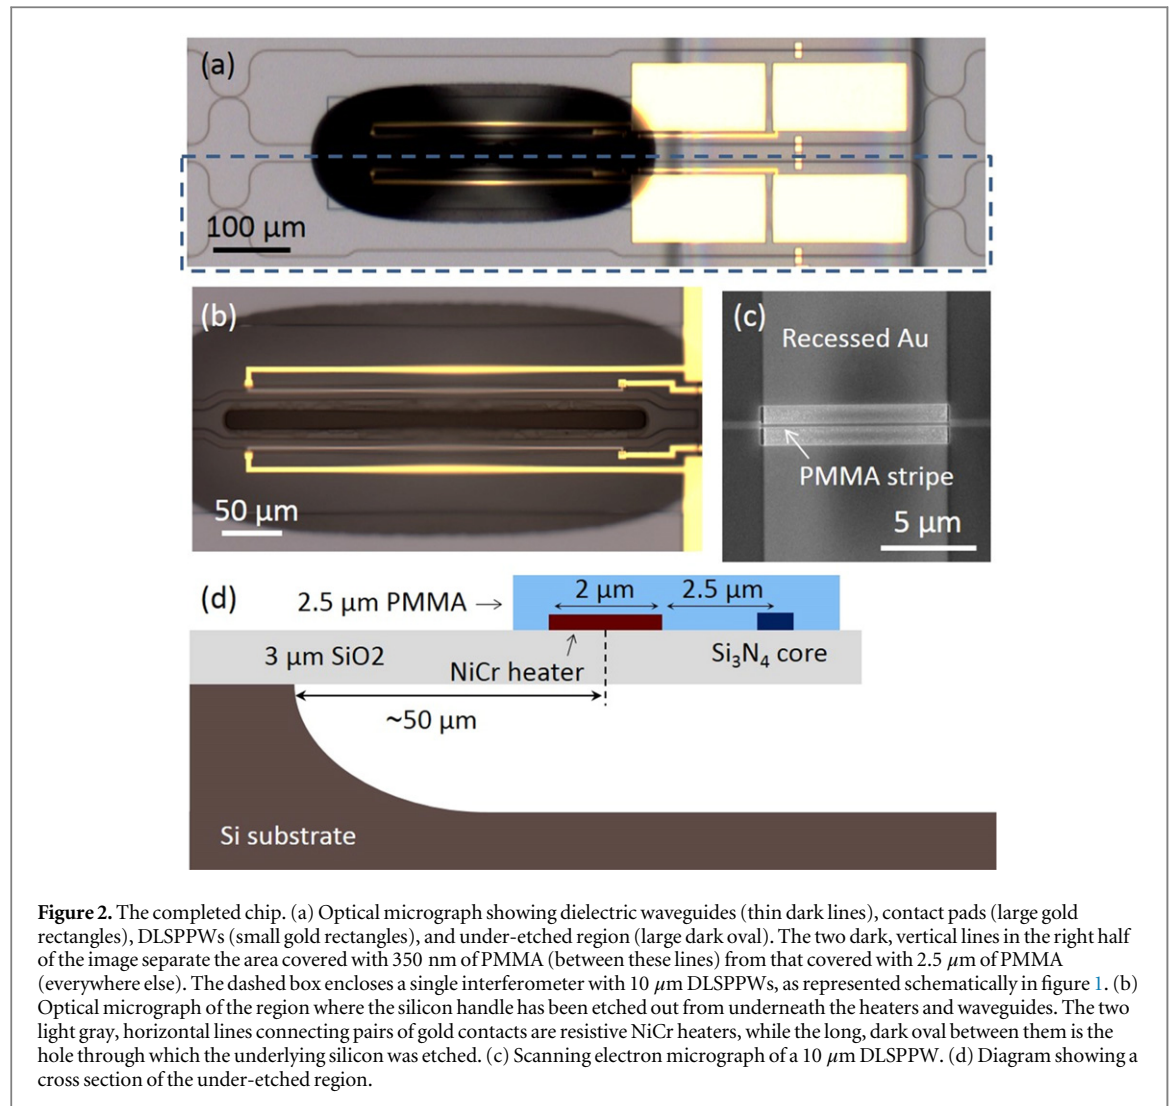 (a)
100 μm
(b)
50 μm
(c)
Recessed Au
PMMA stripe
5 μm
(d)
2.5 μm PMMA →
2 μm
2.5 μm
3 μm SiO2
NiCr heater
Si₃N₄ core
~50 μm
Si substrate
Figure 2. The completed chip. (a) Optical micrograph showing dielectric waveguides (thin dark lines), contact pads (large gold
rectangles), DLSPPWs (small gold rectangles), and under-etched region (large dark oval). The two dark, vertical lines in the right half
of the image separate the area covered with 350 nm of PMMA (between these lines) from that covered with 2.5 μm of PMMA
(everywhere else). The dashed box encloses a single interferometer with 10 μm DLSPPWs, as represented schematically in figure 1. (b)
Optical micrograph of the region where the silicon handle has been etched out from underneath the heaters and waveguides. The two
light gray, horizontal lines connecting pairs of gold contacts are resistive NiCr heaters, while the long, dark oval between them is the
hole through which the underlying silicon was etched. (c) Scanning electron micrograph of a 10 μm DLSPPW. (d) Diagram showing a
cross section of the under-etched region.